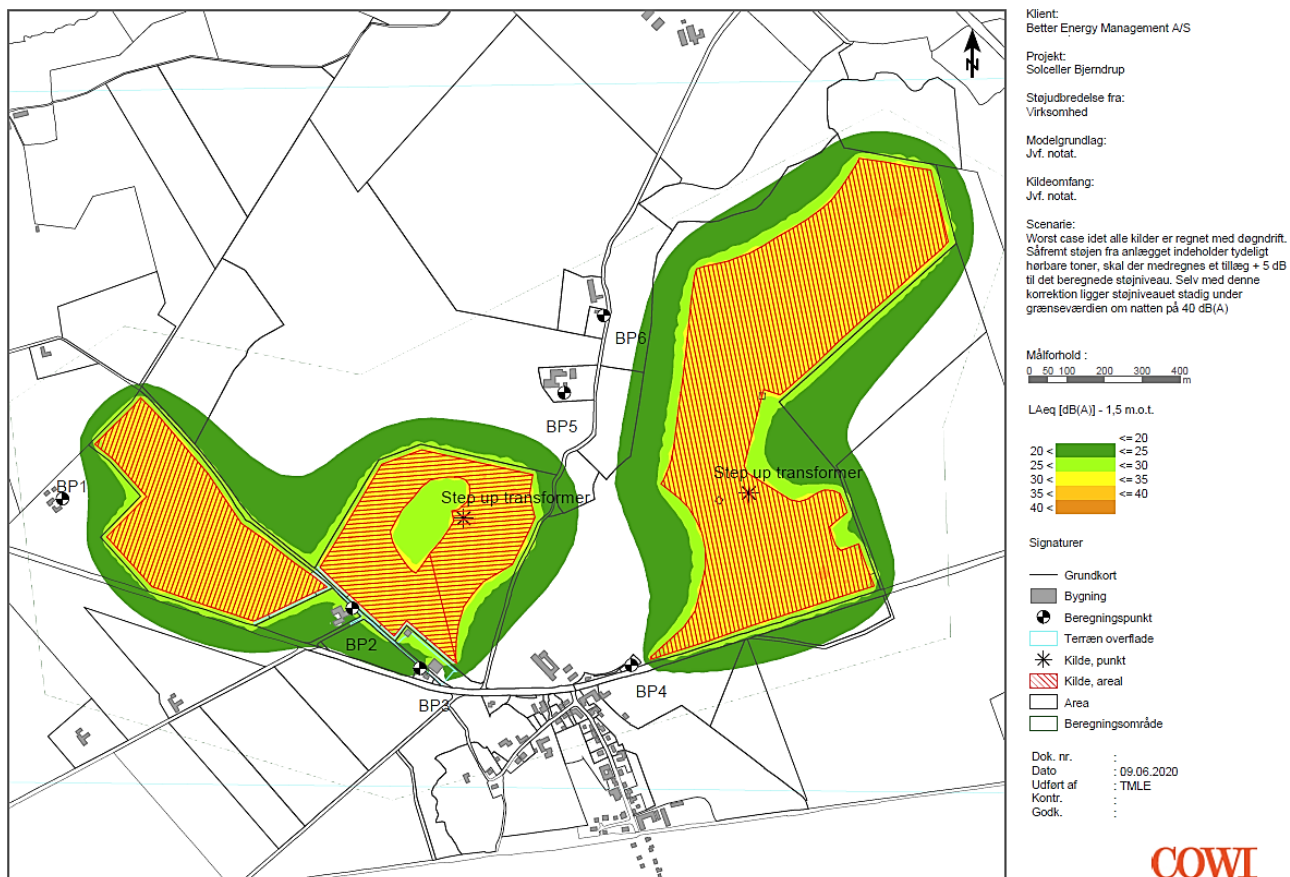 Klient:
Better Energy Management A/S
Projekt:
Solceller Bjerndrup
Støjudbredelse fra:
Virksomhed
Modelgrundlag:
Jvf. notat.
Kildeomfang:
Jvf. notat.
Scenarie:
Worst case idet alle kilder er regnet med døgndrift.
Såfremt støjen fra anlægget indeholder tydeligt
hørbare toner, skal der medregnes et tillæg + 5 dB
til det beregnede støjniveau. Selv med denne
korrektion ligger støjniveauet stadig under
grænseværdien om natten på 40 dB(A)
Målforhold :
0 50 100 200 300 400
m
LAeq [dB(A)] - 1,5 m.o.t.
<= 20
20 < <= 25
25 < <= 30
30 < <= 35
35 < <= 40
40 <
Signaturer
Grundkort
Bygning
Beregningspunkt
Terræn overflade
Kilde, punkt
Kilde, areal
Area
Beregningsområde
Dok. nr. :
Dato : 09.06.2020
Udført af : TMLE
Kontr. :
Godk. :
COWI
N
BP6
BP5
Step up transformer
BP1
Step up transformer
BP2
BP4
BP3